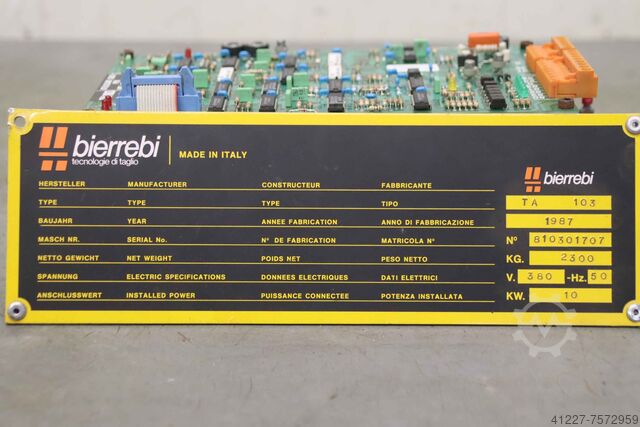 bierrebi
tecnologie di taglio
MADE IN ITALY
bierrebi
HERSTELLER MANUFACTURER CONSTRUCTEUR FABBRICANTE
TYPE TYPE TYPE TIPO TA 103
BAUJAHR YEAR ANNEE FABRICATION ANNO DI FABBRICAZIONE 1987
MASCH NR. SERIAL No. N° DE FABRICATION MATRICOLA N° N° 810301707
NETTO GEWICHT NET WEIGHT POIDS NET PESO NETTO KG. 2300
SPANNUNG ELECTRIC SPECIFICATIONS DONNEES ELECTRIQUES DATI ELETTRICI V. 380 -Hz. 50
ANSCHLUSSWERT INSTALLED POWER PUISSANCE CONNECTEE POTENZA INSTALLATA KW. 10
41227-7572959